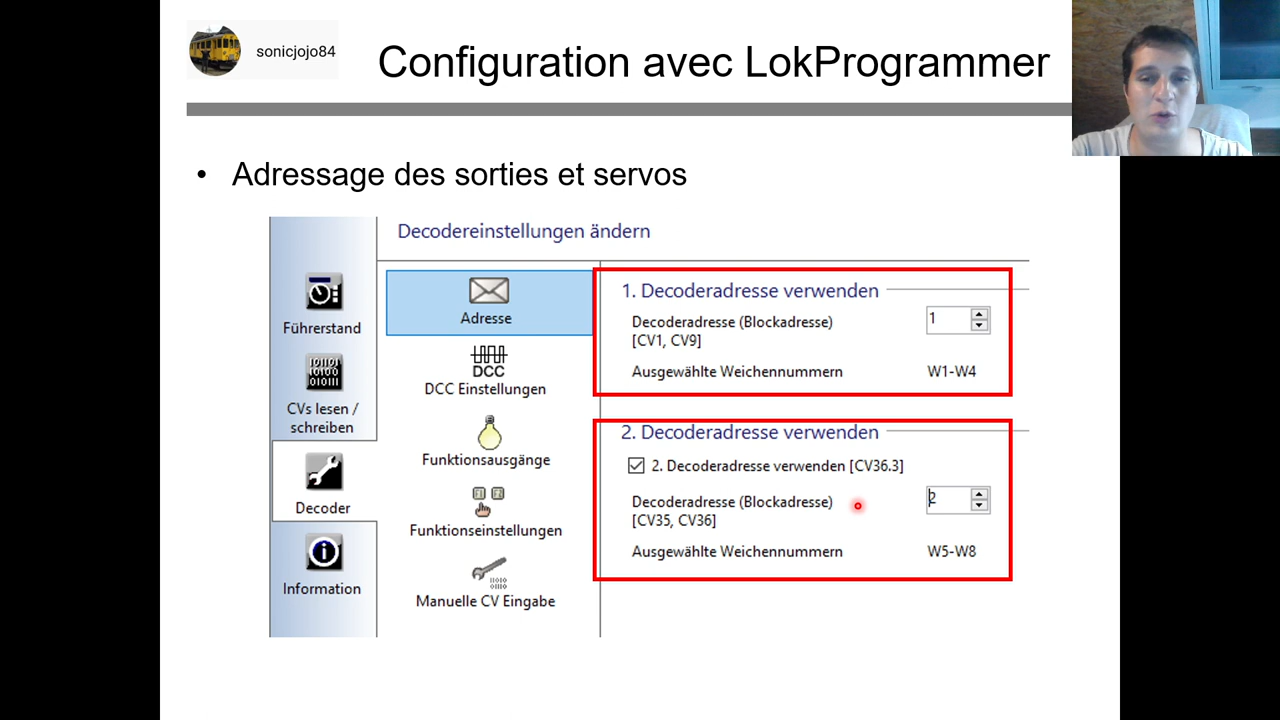 sonicjojo84
Configuration avec LokProgrammer
• Adressage des sorties et servos
Decodereinstellungen ändern
Führerstand
CVs lesen /
schreiben
Decoder
Information
Adresse
DCC
DCC Einstellungen
Funktionsausgänge
Funktionseinstellungen
Manuelle CV Eingabe
1. Decoderadresse verwenden
Decoderadresse (Blockadresse) 1
[CV1, CV9]
Ausgewählte Weichennummern W1-W4
2. Decoderadresse verwenden
2. Decoderadresse verwenden [CV36.3]
Decoderadresse (Blockadresse) 2
[CV35, CV36]
Ausgewählte Weichennummern W5-W8